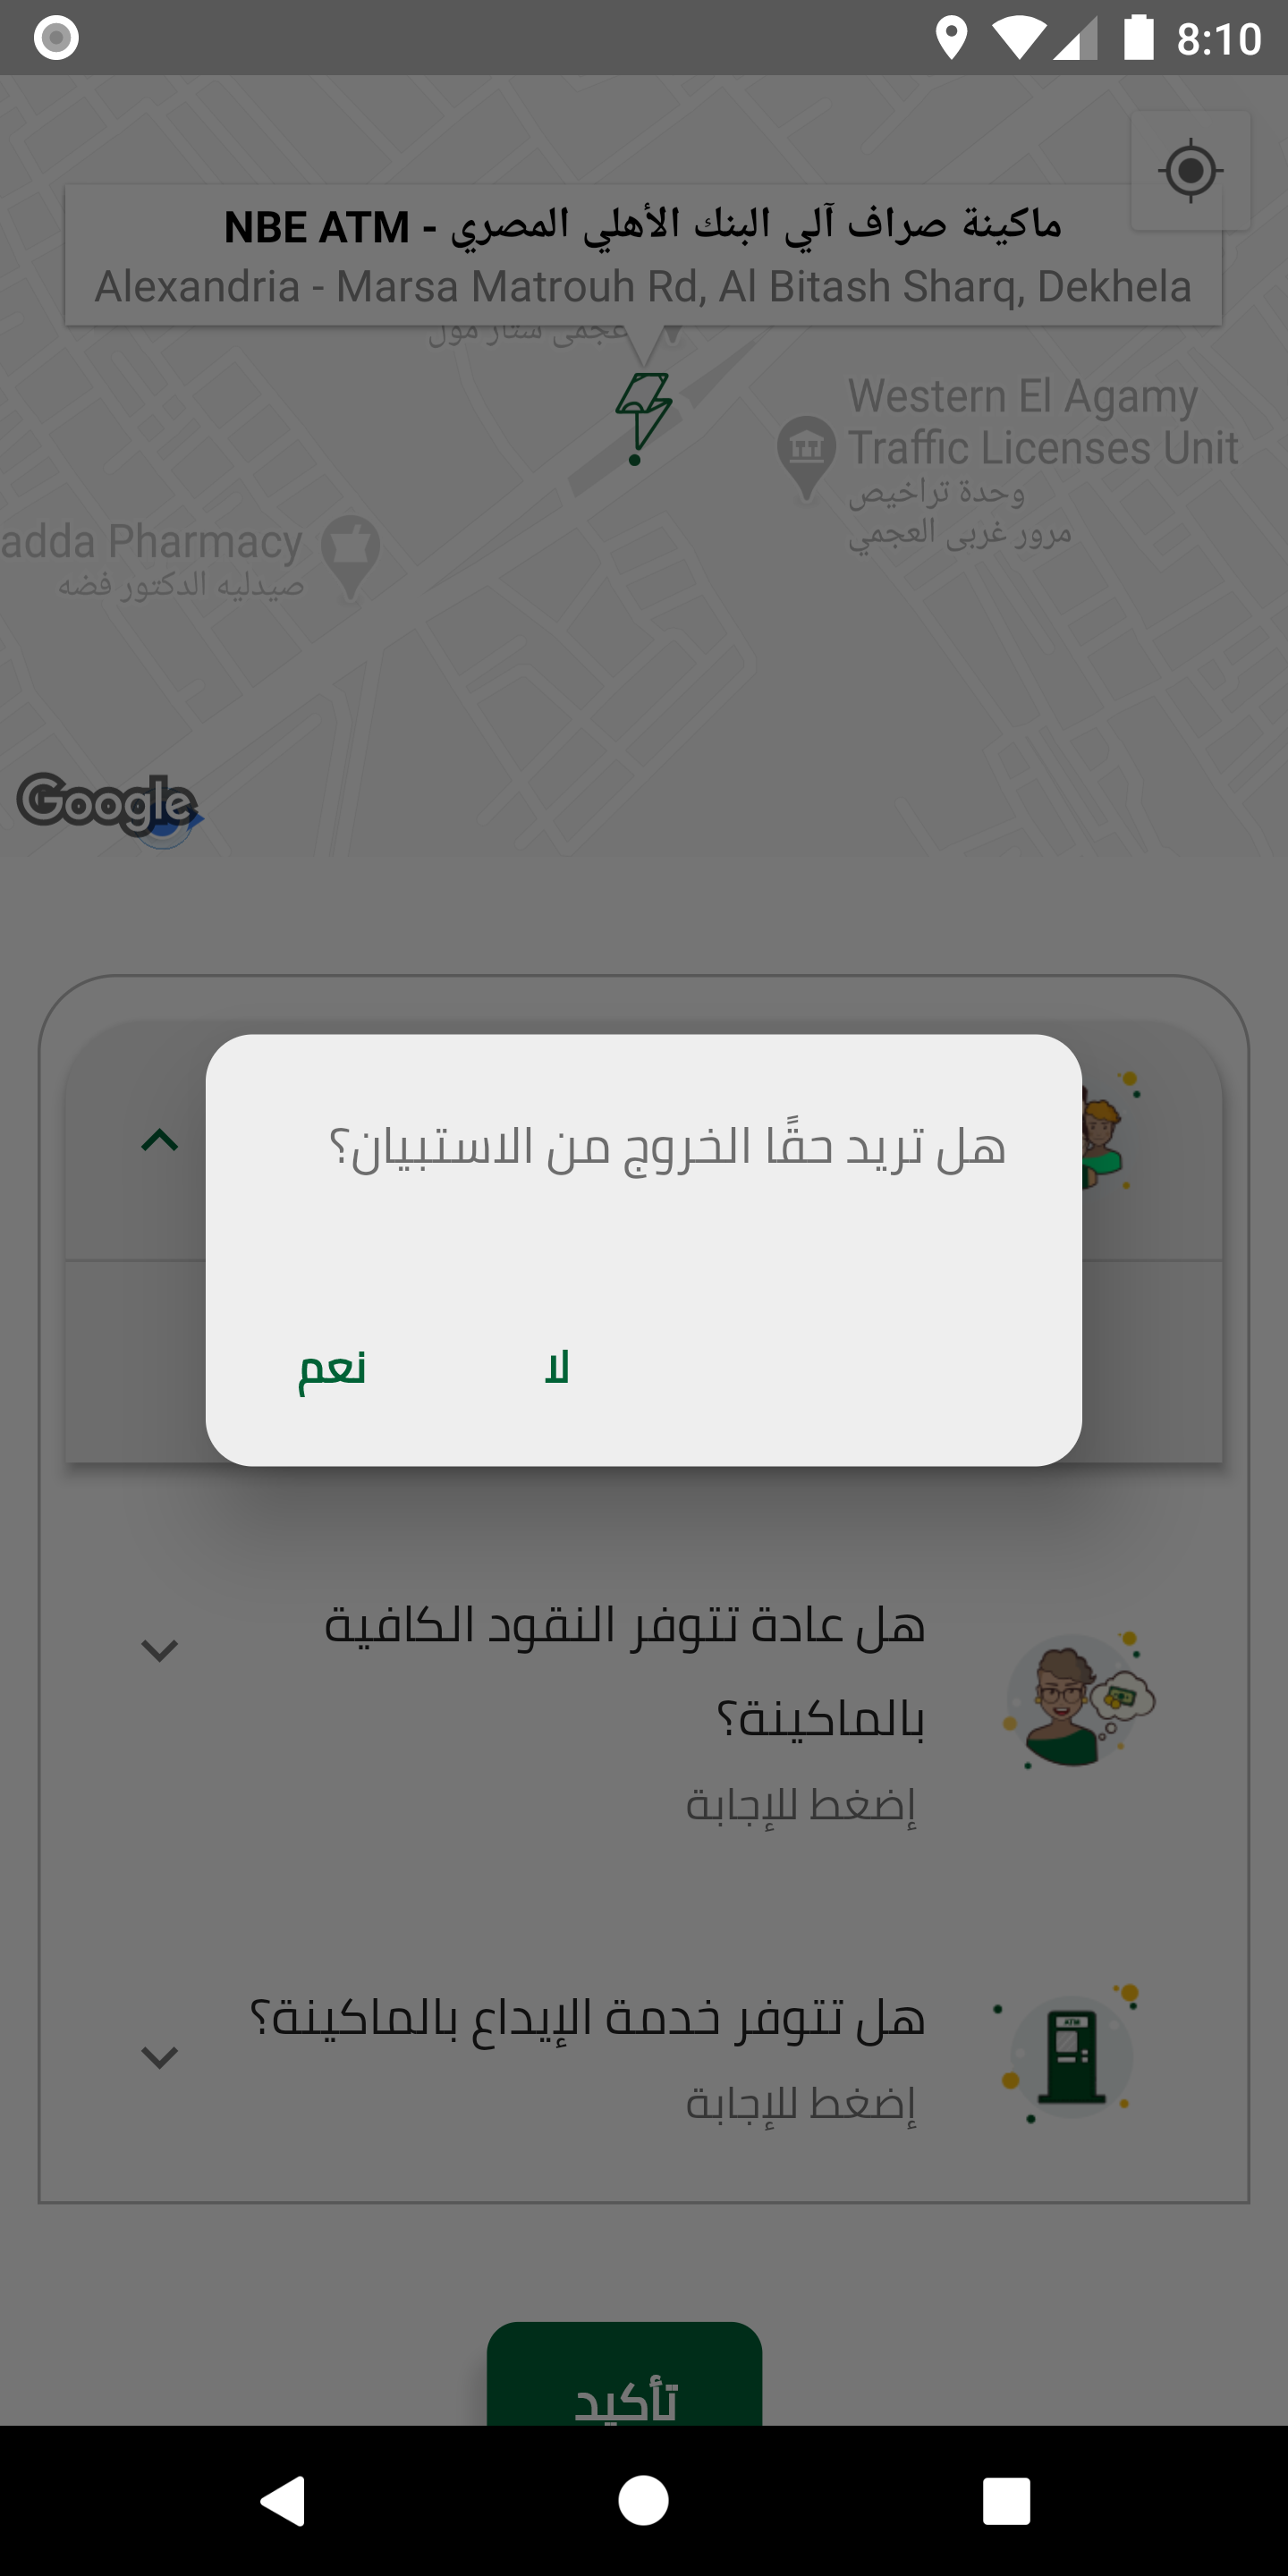 8:10
ماكينة صراف آلي البنك الأهلي المصري - NBE ATM
Alexandria - Marsa Matrouh Rd, Al Bitash Sharq, Dekhela
عجمى ستار مول
Western El Agamy
Traffic Licenses Unit
وحدة تراخيص
مرور غربى العجمي
adda Pharmacy
صيدليه الدكتور فضه
Google
هل تريد حقًا الخروج من الاستبيان؟
لا
نعم
هل عادة تتوفر النقود الكافية
بالماكينة؟
إضغط للإجابة
هل تتوفر خدمة الإيداع بالماكينة؟
ATM
إضغط للإجابة
تأكيد